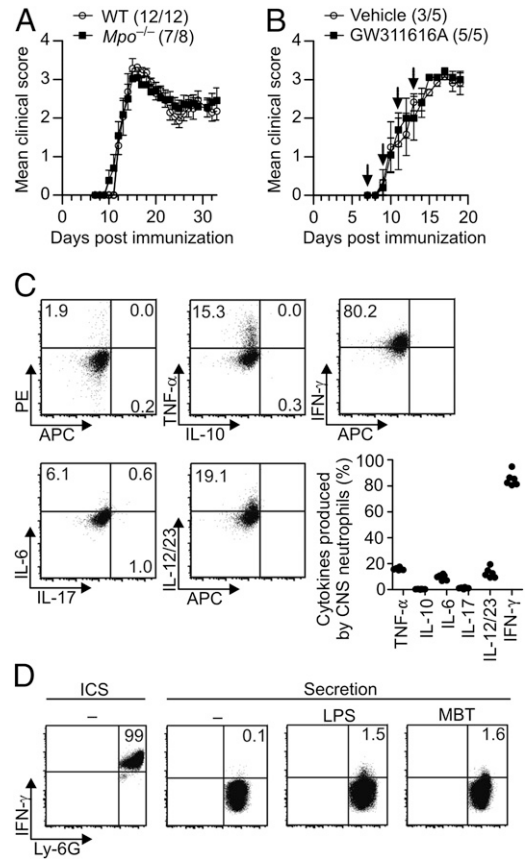 A
WT (12/12)
Mpo–/– (7/8)
Mean clinical score
5
4
3
2
1
0
0 10 20 30
Days post immunization
B
Vehicle (3/5)
GW311616A (5/5)
Mean clinical score
5
4
3
2
1
0
0 5 10 15 20
Days post immunization
C
1.9 0.0
0.2
PE
APC
15.3 0.0
0.3
TNF-α
IL-10
80.2
IFN-γ
APC
6.1 0.6
1.0
IL-6
IL-17
19.1
IL-12/23
APC
Cytokines produced
by CNS neutrophils (%)
100
80
60
40
20
0
TNF-α
IL-10
IL-6
IL-17
IL-12/23
IFN-γ
D
ICS Secretion
– – LPS MBT
99 0.1 1.5 1.6
IFN-γ
Ly-6G